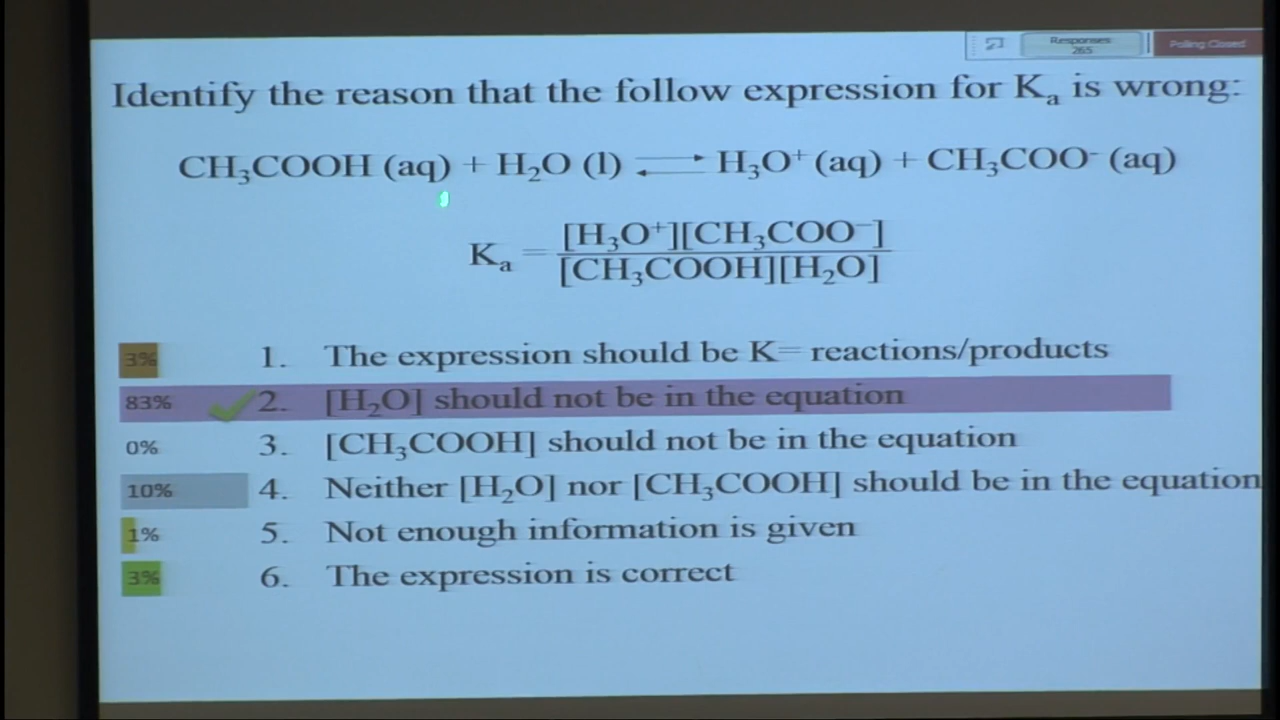 Responses
265
Polling Closed
Identify the reason that the follow expression for Kₐ is wrong:
CH₃COOH (aq) + H₂O (l) ⇌ H₃O⁺ (aq) + CH₃COO⁻ (aq)
Kₐ = [H₃O⁺][CH₃COO⁻]
[CH₃COOH][H₂O]
3% 1. The expression should be K= reactions/products
83% 2. [H₂O] should not be in the equation
0% 3. [CH₃COOH] should not be in the equation
10% 4. Neither [H₂O] nor [CH₃COOH] should be in the equation
1% 5. Not enough information is given
3% 6. The expression is correct